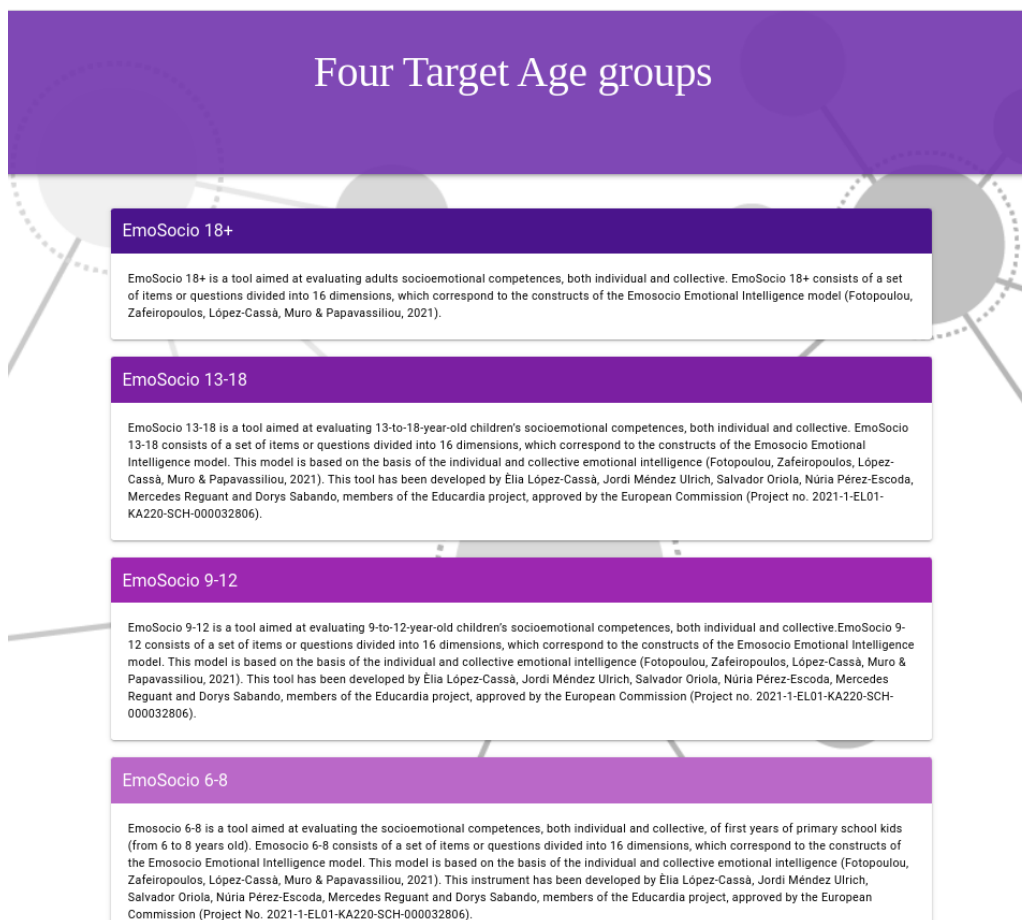 Four Target Age groups
EmoSocio 18+
EmoSocio 18+ is a tool aimed at evaluating adults socioemotional competences, both individual and collective. EmoSocio 18+ consists of a set
of items or questions divided into 16 dimensions, which correspond to the constructs of the Emosocio Emotional Intelligence model (Fotopoulou,
Zafeiropoulos, López-Cassà, Muro & Papavassiliou, 2021).
EmoSocio 13-18
EmoSocio 13-18 is a tool aimed at evaluating 13-to-18-year-old children's socioemotional competences, both individual and collective. EmoSocio
13-18 consists of a set of items or questions divided into 16 dimensions, which correspond to the constructs of the Emosocio Emotional
Intelligence model. This model is based on the basis of the individual and collective emotional intelligence (Fotopoulou, Zafeiropoulos, López-
Cassà, Muro & Papavassiliou, 2021). This tool has been developed by Èlia López-Cassà, Jordi Méndez Ulrich, Salvador Oriola, Núria Pérez-Escoda,
Mercedes Reguant and Dorys Sabando, members of the Educardia project, approved by the European Commission (Project no. 2021-1-EL01-
KA220-SCH-000032806).
EmoSocio 9-12
EmoSocio 9-12 is a tool aimed at evaluating 9-to-12-year-old children's socioemotional competences, both individual and collective.EmoSocio 9-
12 consists of a set of items or questions divided into 16 dimensions, which correspond to the constructs of the Emosocio Emotional Intelligence
model. This model is based on the basis of the individual and collective emotional intelligence (Fotopoulou, Zafeiropoulos, López-Cassà, Muro &
Papavassiliou, 2021). This tool has been developed by Èlia López-Cassà, Jordi Méndez Ulrich, Salvador Oriola, Núria Pérez-Escoda, Mercedes
Reguant and Dorys Sabando, members of the Educardia project, approved by the European Commission (Project no. 2021-1-EL01-KA220-SCH-
000032806).
EmoSocio 6-8
Emosocio 6-8 is a tool aimed at evaluating the socioemotional competences, both individual and collective, of first years of primary school kids
(from 6 to 8 years old). Emosocio 6-8 consists of a set of items or questions divided into 16 dimensions, which correspond to the constructs of
the Emosocio Emotional Intelligence model. This model is based on the basis of the individual and collective emotional intelligence (Fotopoulou,
Zafeiropoulos, López-Cassà, Muro & Papavassiliou, 2021). This instrument has been developed by Èlia López-Cassà, Jordi Méndez Ulrich,
Salvador Oriola, Núria Pérez-Escoda, Mercedes Reguant and Dorys Sabando, members of the Educardia project, approved by the European
Commission (Project No. 2021-1-EL01-KA220-SCH-000032806).